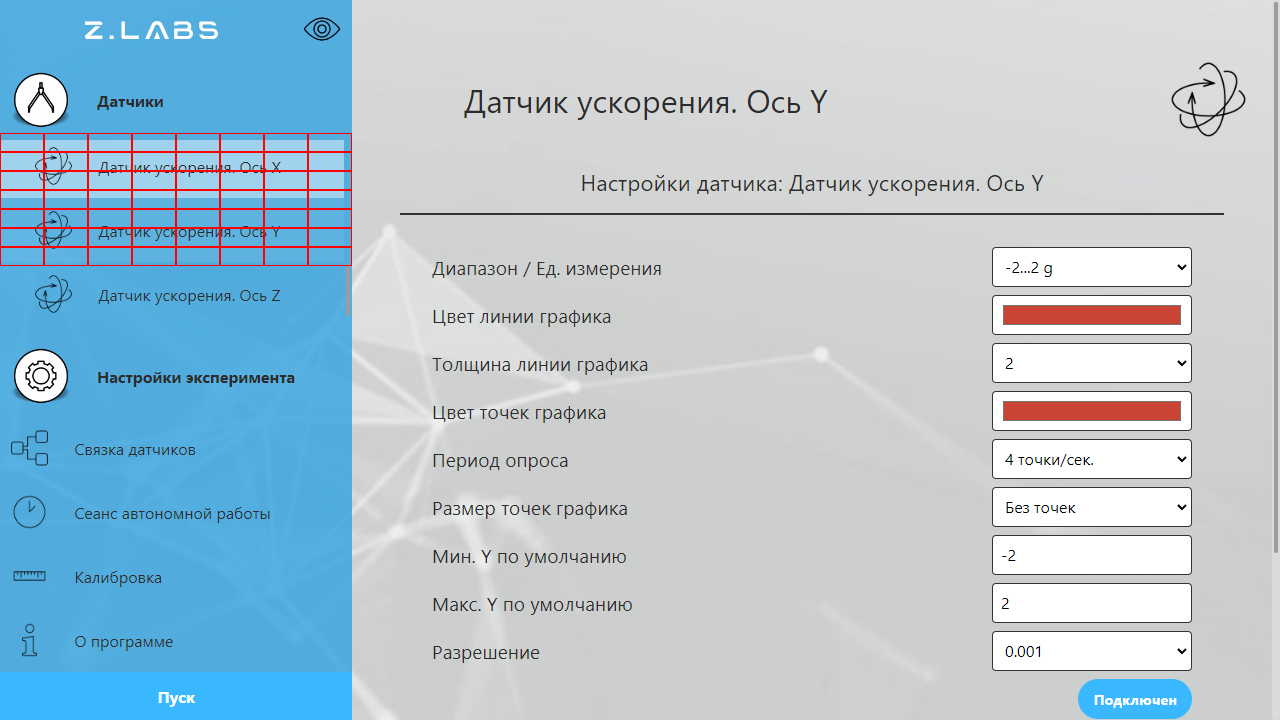 Z.LABS
Датчики
Датчик ускорения. Ось X
Датчик ускорения. Ось Y
Датчик ускорения. Ось Z
Настройки эксперимента
Связка датчиков
Сеанс автономной работы
Калибровка
О программе
Пуск
Датчик ускорения. Ось Y
Настройки датчика: Датчик ускорения. Ось Y
Диапазон / Ед. измерения -2...2 g
Цвет линии графика
Толщина линии графика 2
Цвет точек графика
Период опроса 4 точки/сек.
Размер точек графика Без точек
Мин. Y по умолчанию -2
Макс. Y по умолчанию 2
Разрешение 0.001
Подключен